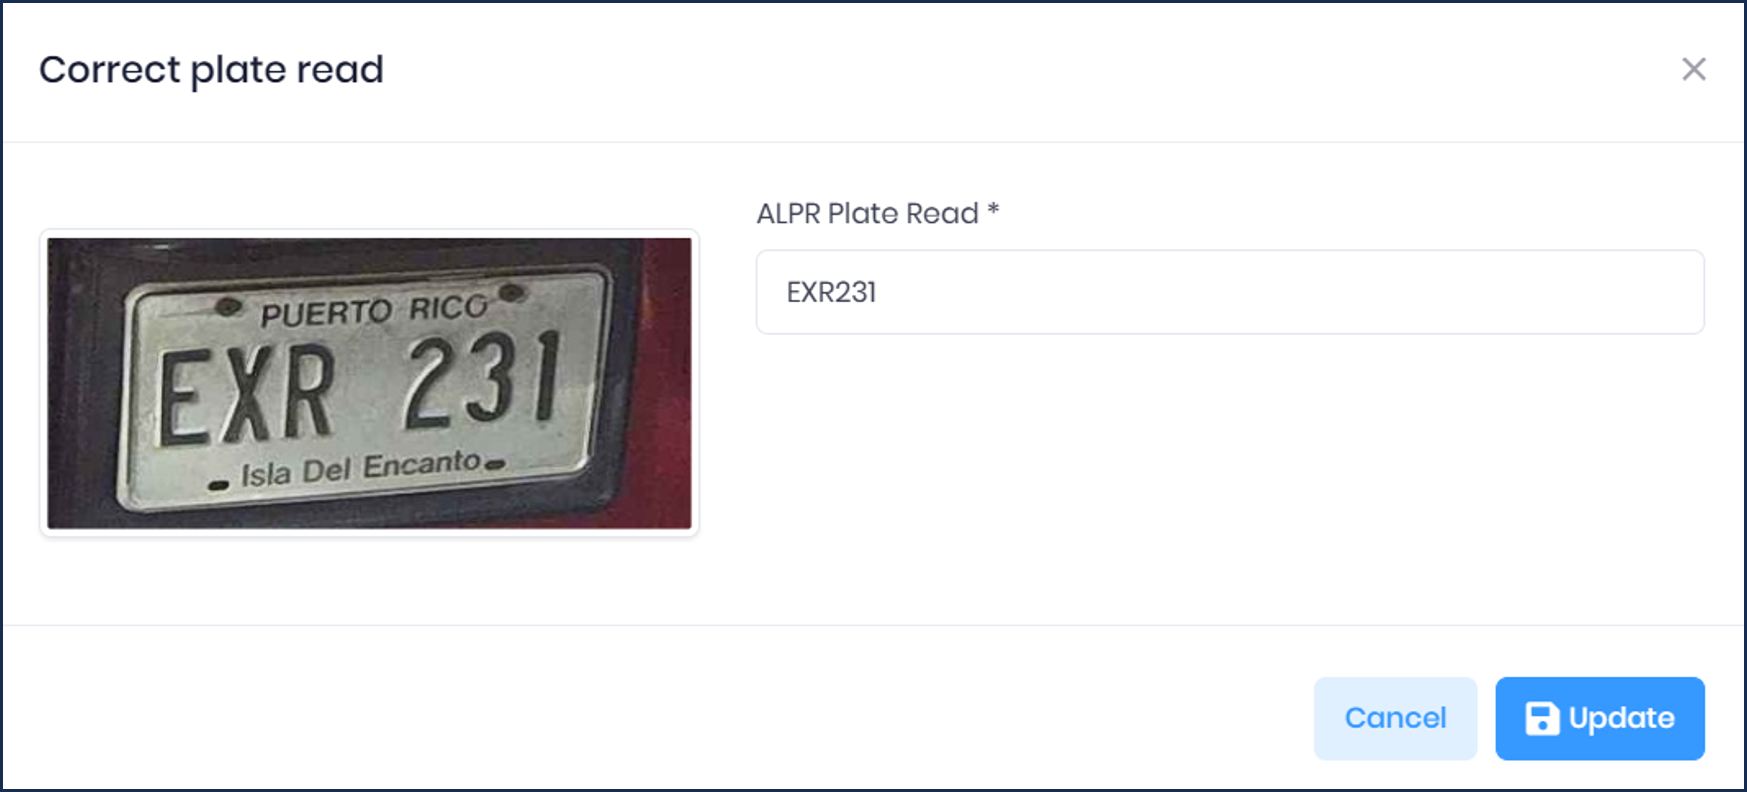 Correct plate read
ALPR Plate Read *
PUERTO RICO
EXR 231
Isla Del Encanto
EXR231
Cancel
Update